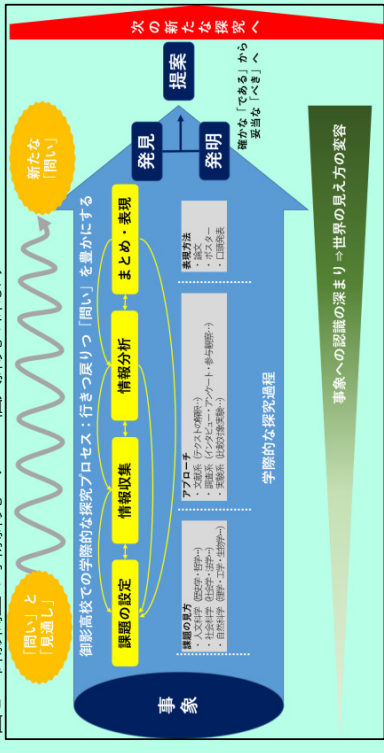 「問い」と
「見通し」
新たな
「問い」
御影高校での学際的な探究プロセス：行きつ戻りつ「問い」を豊かにする
事象
課題の設定
情報収集
情報分析
まとめ・表現
課題の見方
・人文科学（歴史学・哲学…）
・社会科学（社会学・法学…）
・自然科学（理学・工学・生物学…）
アプローチ
・文献系（テクストの解釈…）
・調査系（インタビュー・アンケート・参与観察…）
・実験系（比較対象実験…）
表現方法
・論文
・ポスター
・口頭発表
学際的な探究過程
発見
発明
提案
確かな「である」から
妥当な「べき」へ
事象への認識の深まり⇒世界の見え方の変容
次の新たな探究へ